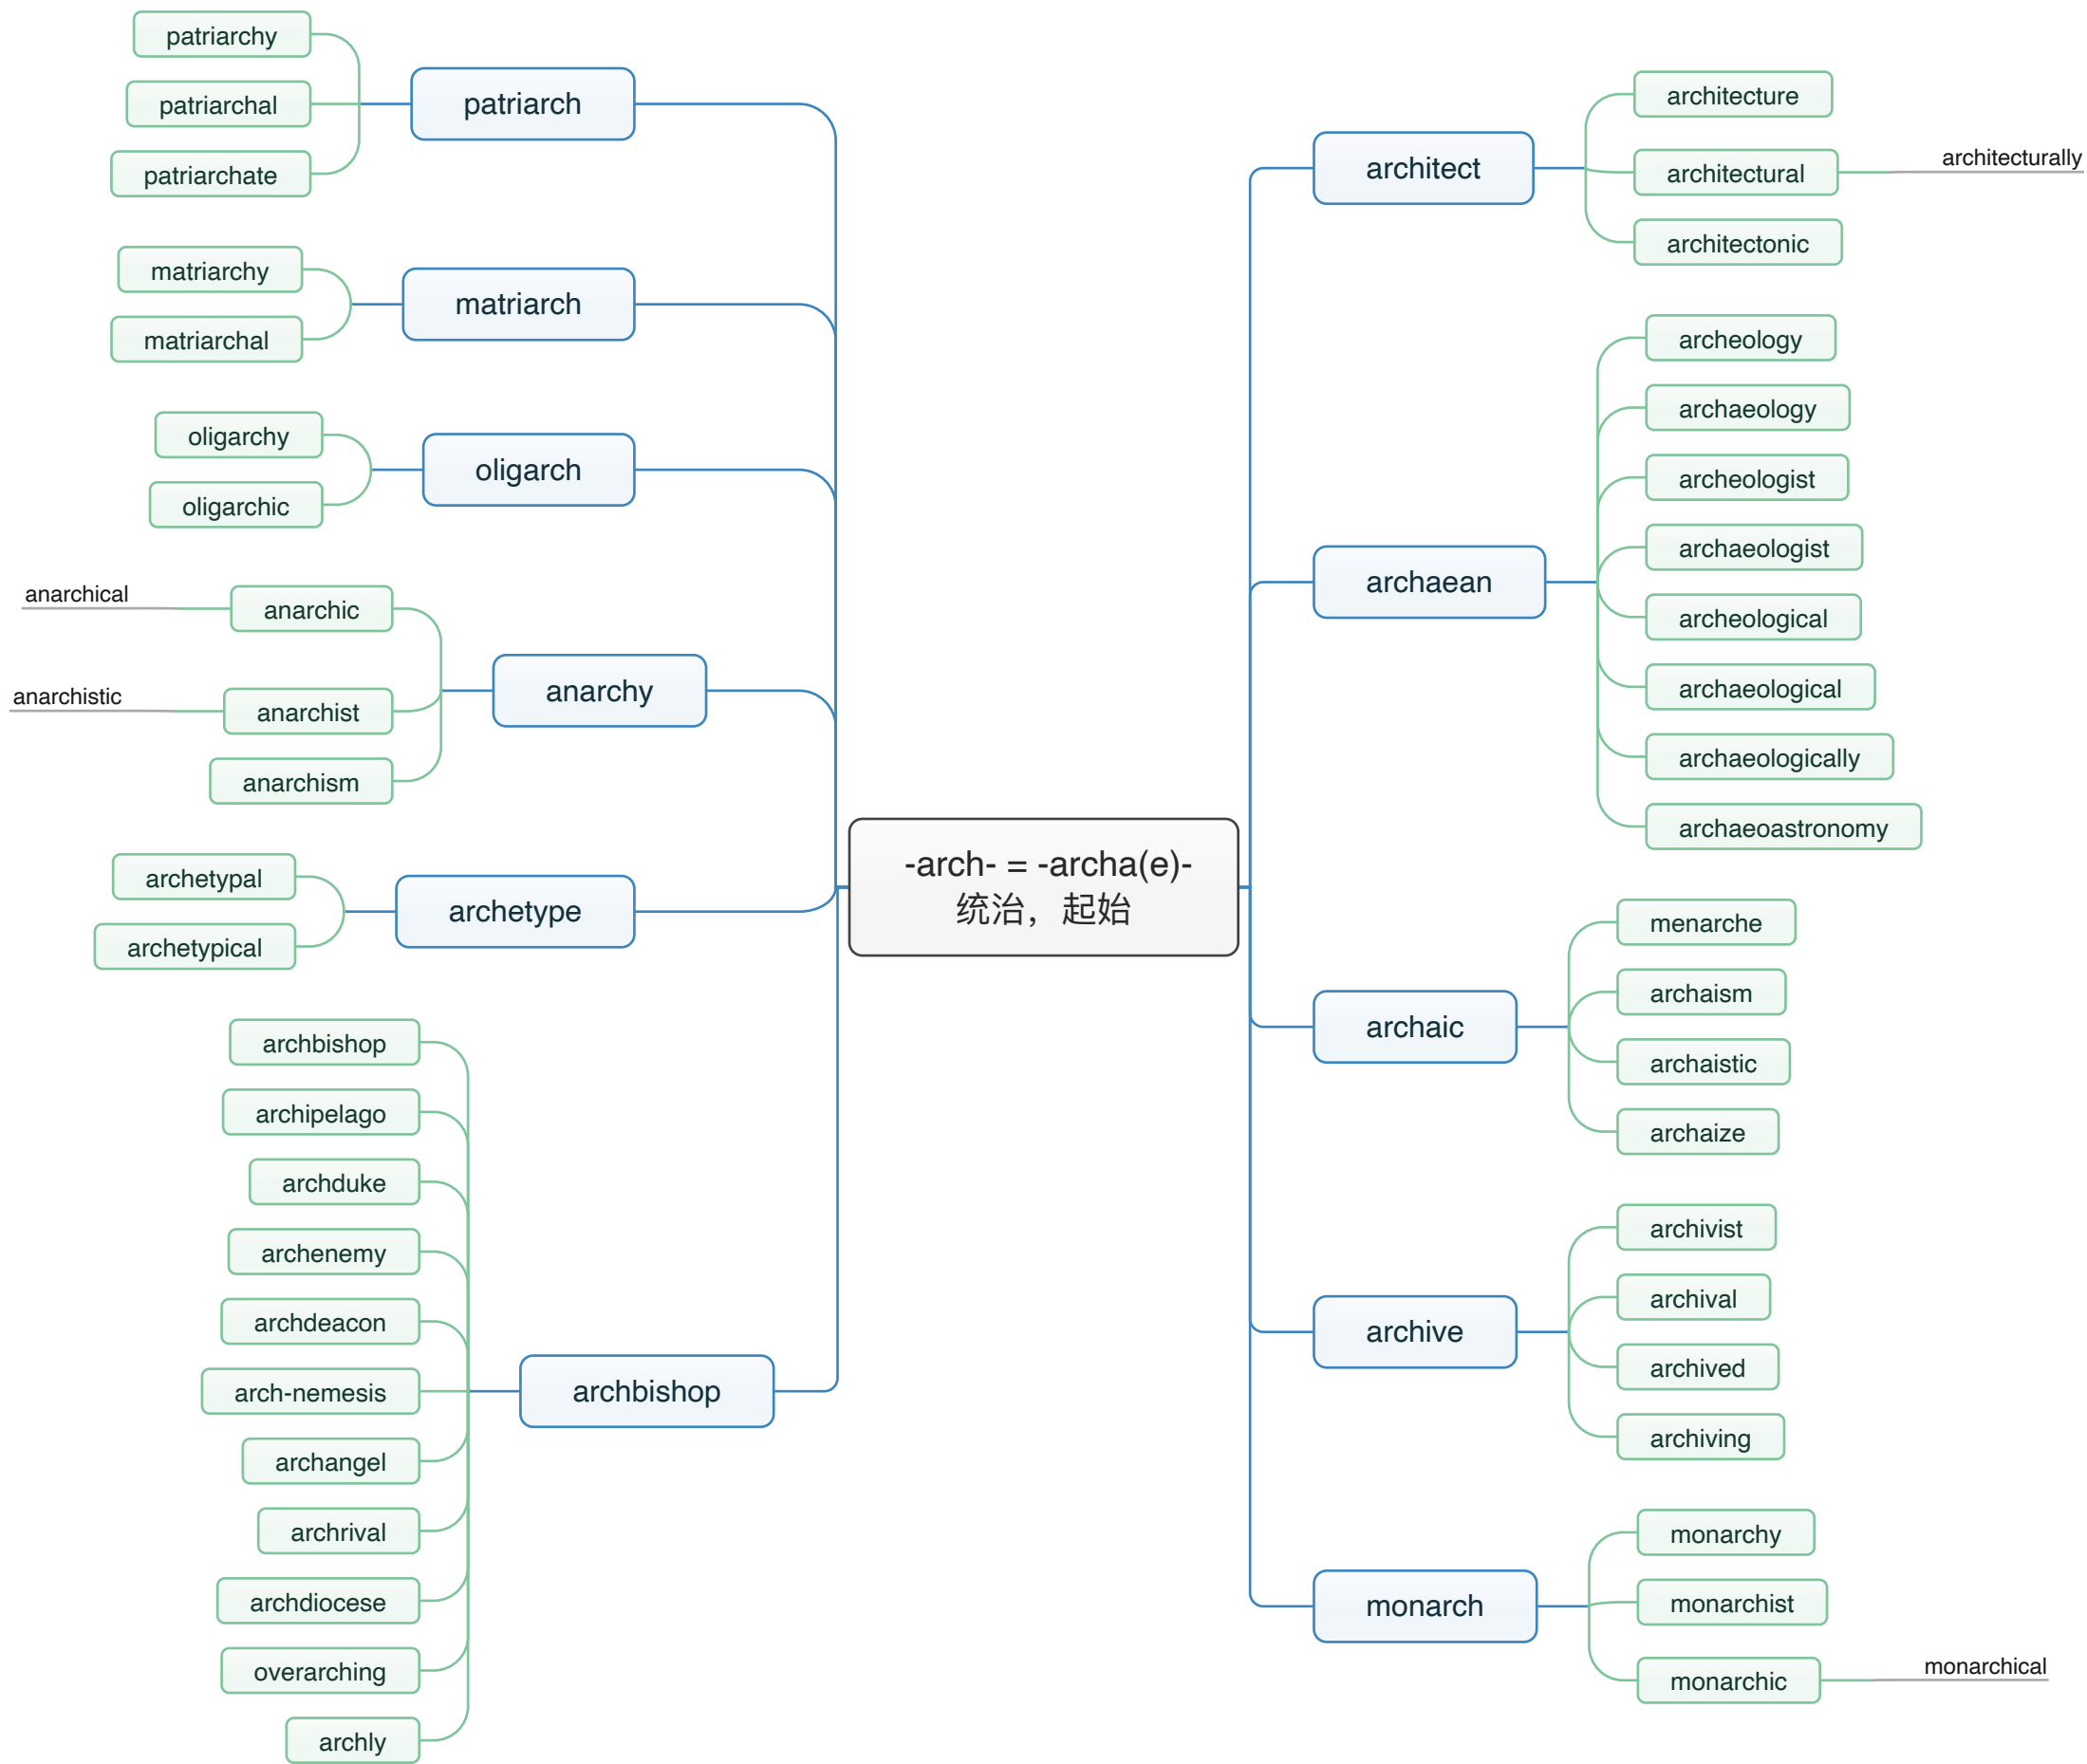 -arch- = -archa(e)-
统治，起始
patriarch
patriarchy
patriarchal
patriarchate
matriarch
matriarchy
matriarchal
oligarch
oligarchy
oligarchic
anarchy
anarchic
anarchical
anarchist
anarchistic
anarchism
archetype
archetypal
archetypical
archbishop
archbishop
archipelago
archduke
archenemy
archdeacon
arch-nemesis
archangel
archrival
archdiocese
overarching
archly
architect
architecture
architectural
architecturally
architectonic
archaean
archeology
archaeology
archeologist
archaeologist
archeological
archaeological
archaeologically
archaeoastronomy
archaic
menarche
archaism
archaistic
archaize
archive
archivist
archival
archived
archiving
monarch
monarchy
monarchist
monarchic
monarchical